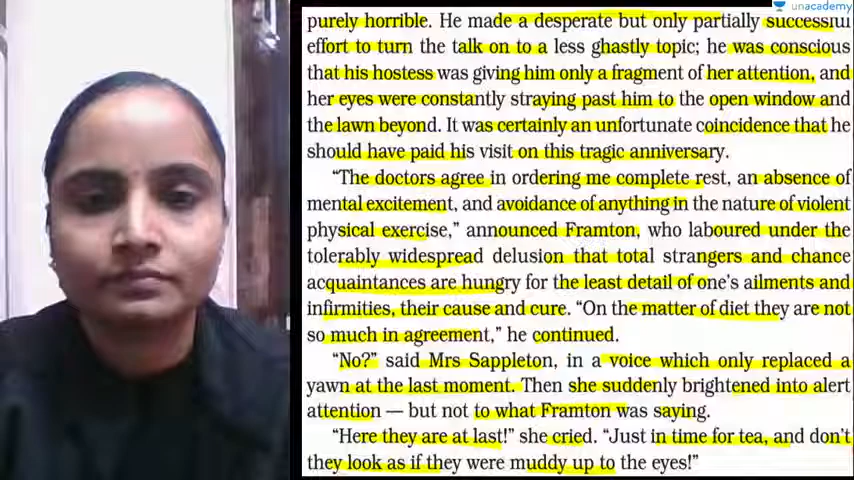 unacademy
purely horrible. He made a desperate but only partially successful
effort to turn the talk on to a less ghastly topic; he was conscious
that his hostess was giving him only a fragment of her attention, and
her eyes were constantly straying past him to the open window and
the lawn beyond. It was certainly an unfortunate coincidence that he
should have paid his visit on this tragic anniversary.
“The doctors agree in ordering me complete rest, an absence of
mental excitement, and avoidance of anything in the nature of violent
physical exercise,” announced Framton, who laboured under the
tolerably widespread delusion that total strangers and chance
acquaintances are hungry for the least detail of one’s ailments and
infirmities, their cause and cure. “On the matter of diet they are not
so much in agreement,” he continued.
“No?” said Mrs Sappleton, in a voice which only replaced a
yawn at the last moment. Then she suddenly brightened into alert
attention — but not to what Framton was saying.
“Here they are at last!” she cried. “Just in time for tea, and don’t
they look as if they were muddy up to the eyes!”